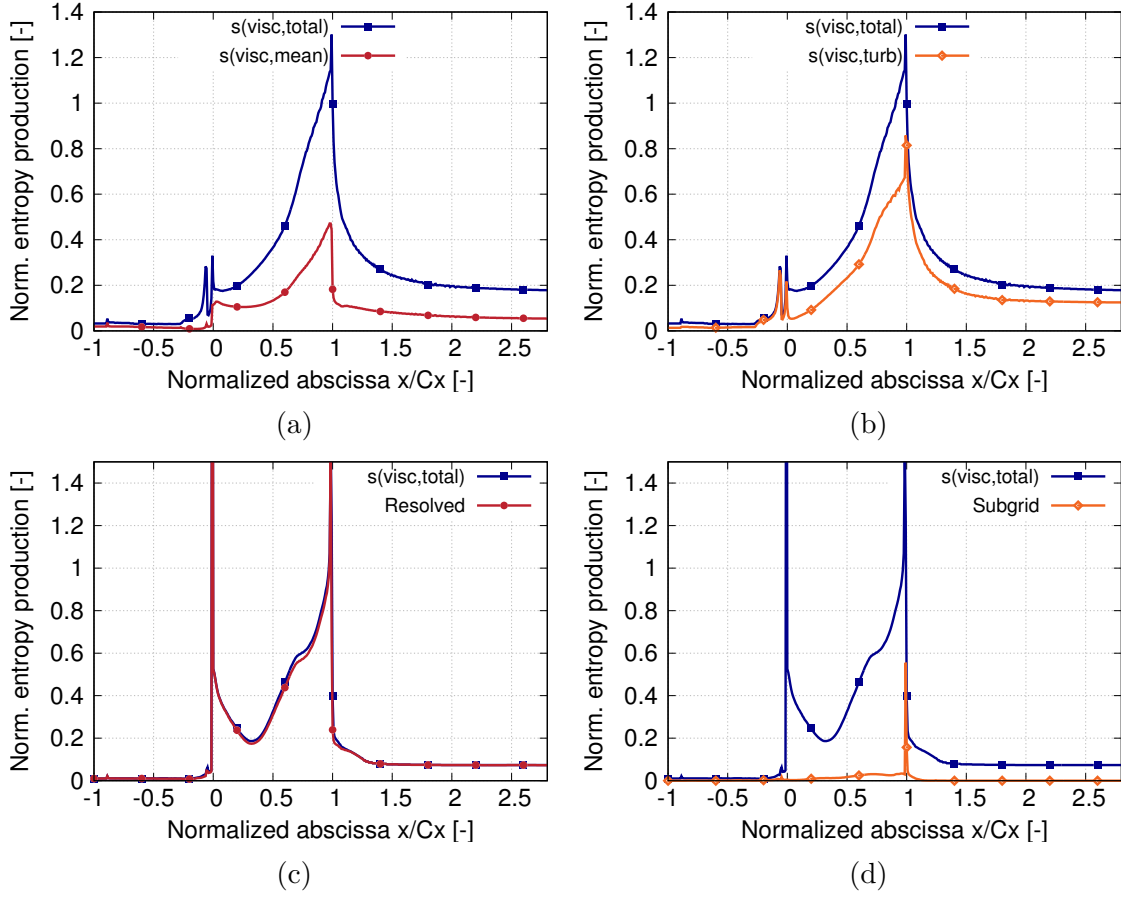 Norm. entropy production [-]
1.4
1.2
1
0.8
0.6
0.4
0.2
0
s(visc,total)
s(visc,mean)
-1 -0.5 0 0.5 1 1.5 2 2.5
Normalized abscissa x/Cx [-]
(a)
Norm. entropy production [-]
1.4
1.2
1
0.8
0.6
0.4
0.2
0
s(visc,total)
s(visc,turb)
-1 -0.5 0 0.5 1 1.5 2 2.5
Normalized abscissa x/Cx [-]
(b)
Norm. entropy production [-]
1.4
1.2
1
0.8
0.6
0.4
0.2
0
s(visc,total)
Resolved
-1 -0.5 0 0.5 1 1.5 2 2.5
Normalized abscissa x/Cx [-]
(c)
Norm. entropy production [-]
1.4
1.2
1
0.8
0.6
0.4
0.2
0
s(visc,total)
Subgrid
-1 -0.5 0 0.5 1 1.5 2 2.5
Normalized abscissa x/Cx [-]
(d)